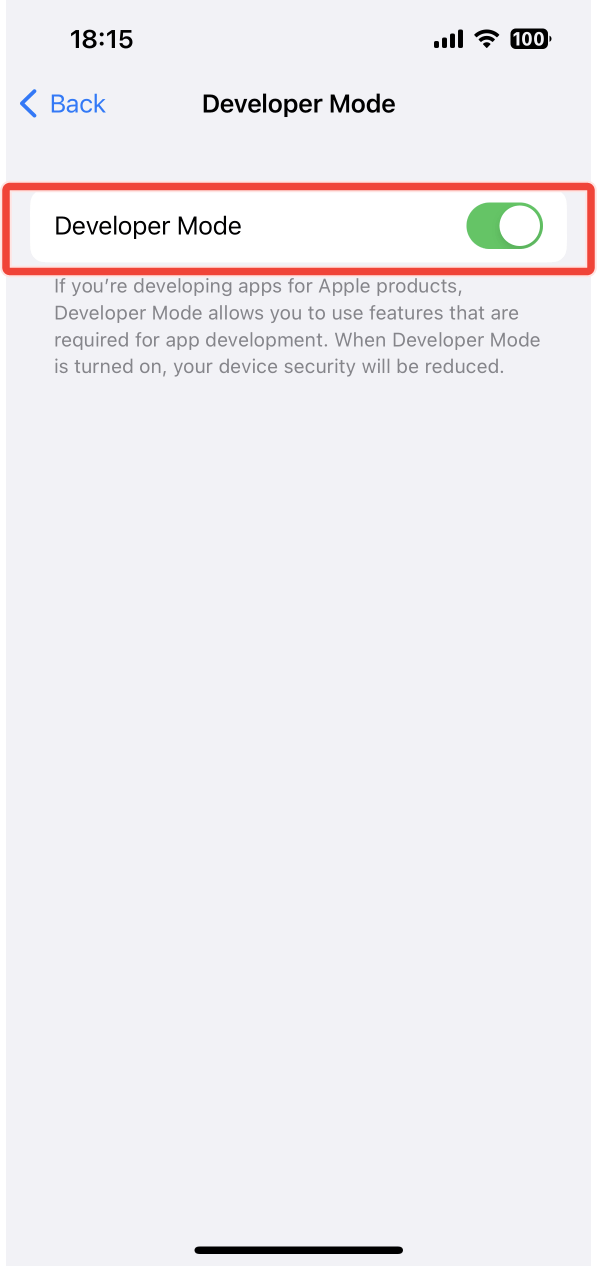 18:15
100
Back
Developer Mode
Developer Mode
If you’re developing apps for Apple products,
Developer Mode allows you to use features that are
required for app development. When Developer Mode
is turned on, your device security will be reduced.